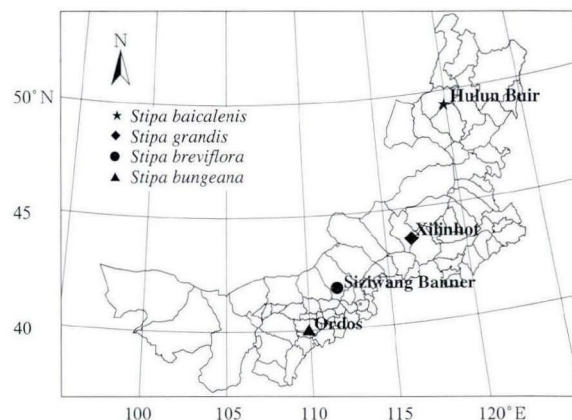 N
50°N
★ Stipa baicalenis
◆ Stipa grandis
● Stipa breviflora
▲ Stipa bungeana
Hulun Buir
45
Xilinhot
Siziwang Banner
40
Ordos
100 105 110 115 120°E